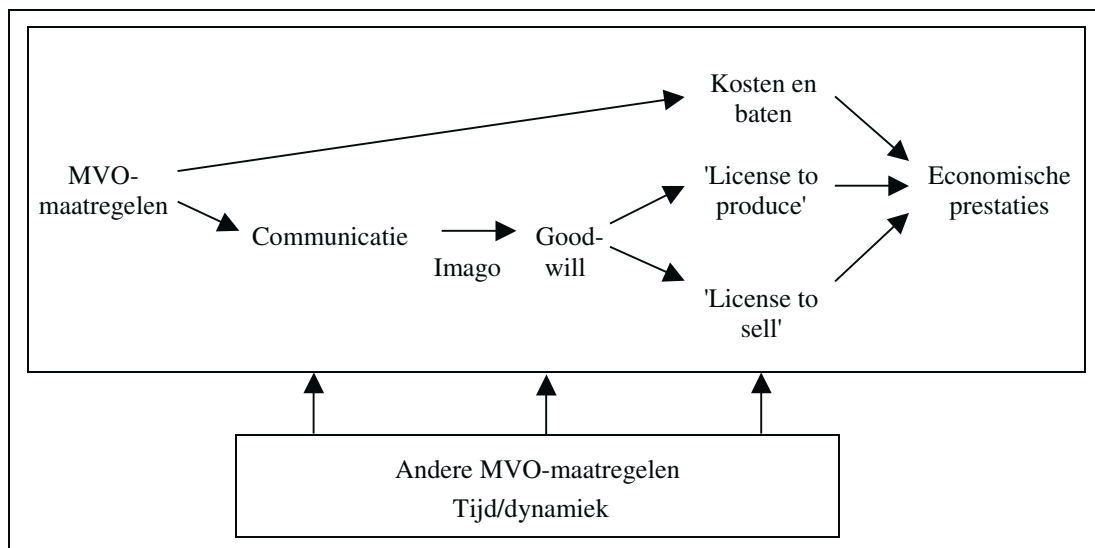 Kosten en
baten
MVO-
maatregelen
'License to
produce'
Economische
prestaties
Communicatie
Imago
Good-
will
'License to
sell'
Andere MVO-maatregelen
Tijd/dynamiek